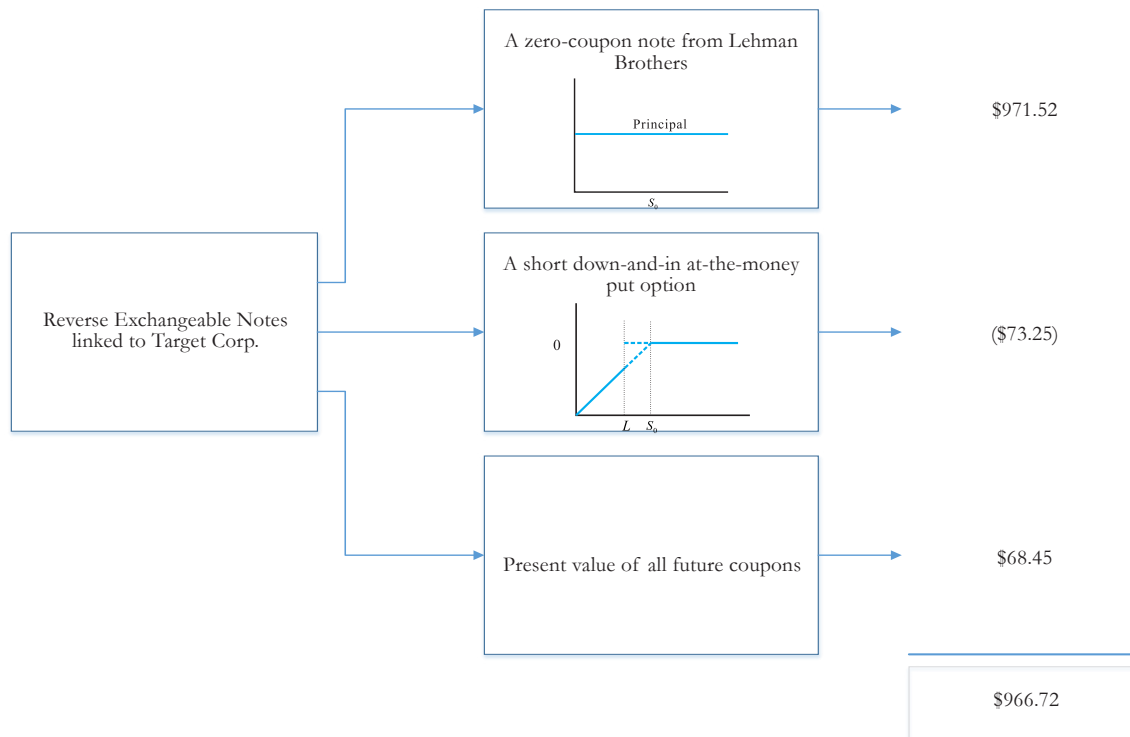 A zero-coupon note from Lehman
Brothers
Principal
S₀
$971.52
Reverse Exchangeable Notes
linked to Target Corp.
A short down-and-in at-the-money
put option
0
L S₀
($73.25)
Present value of all future coupons
$68.45
$966.72